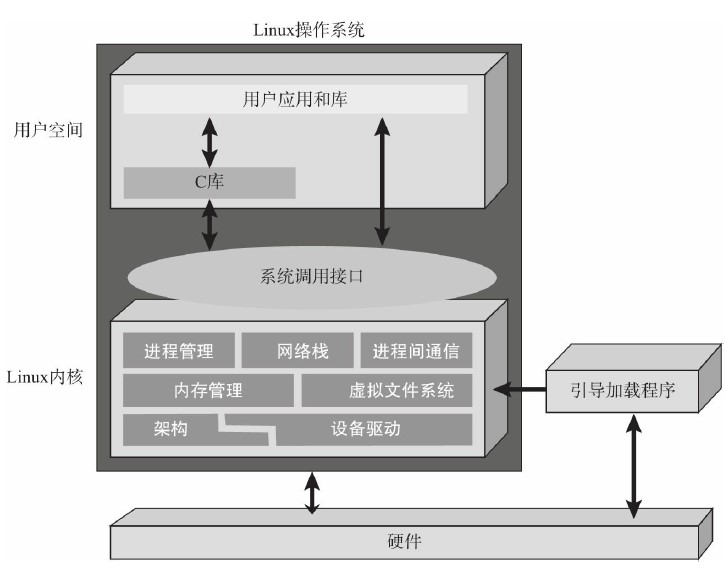 Linux操作系统
用户应用和库
用户空间
C库
系统调用接口
进程管理 网络栈 进程间通信
Linux内核
内存管理 虚拟文件系统
引导加载程序
架构 设备驱动
硬件